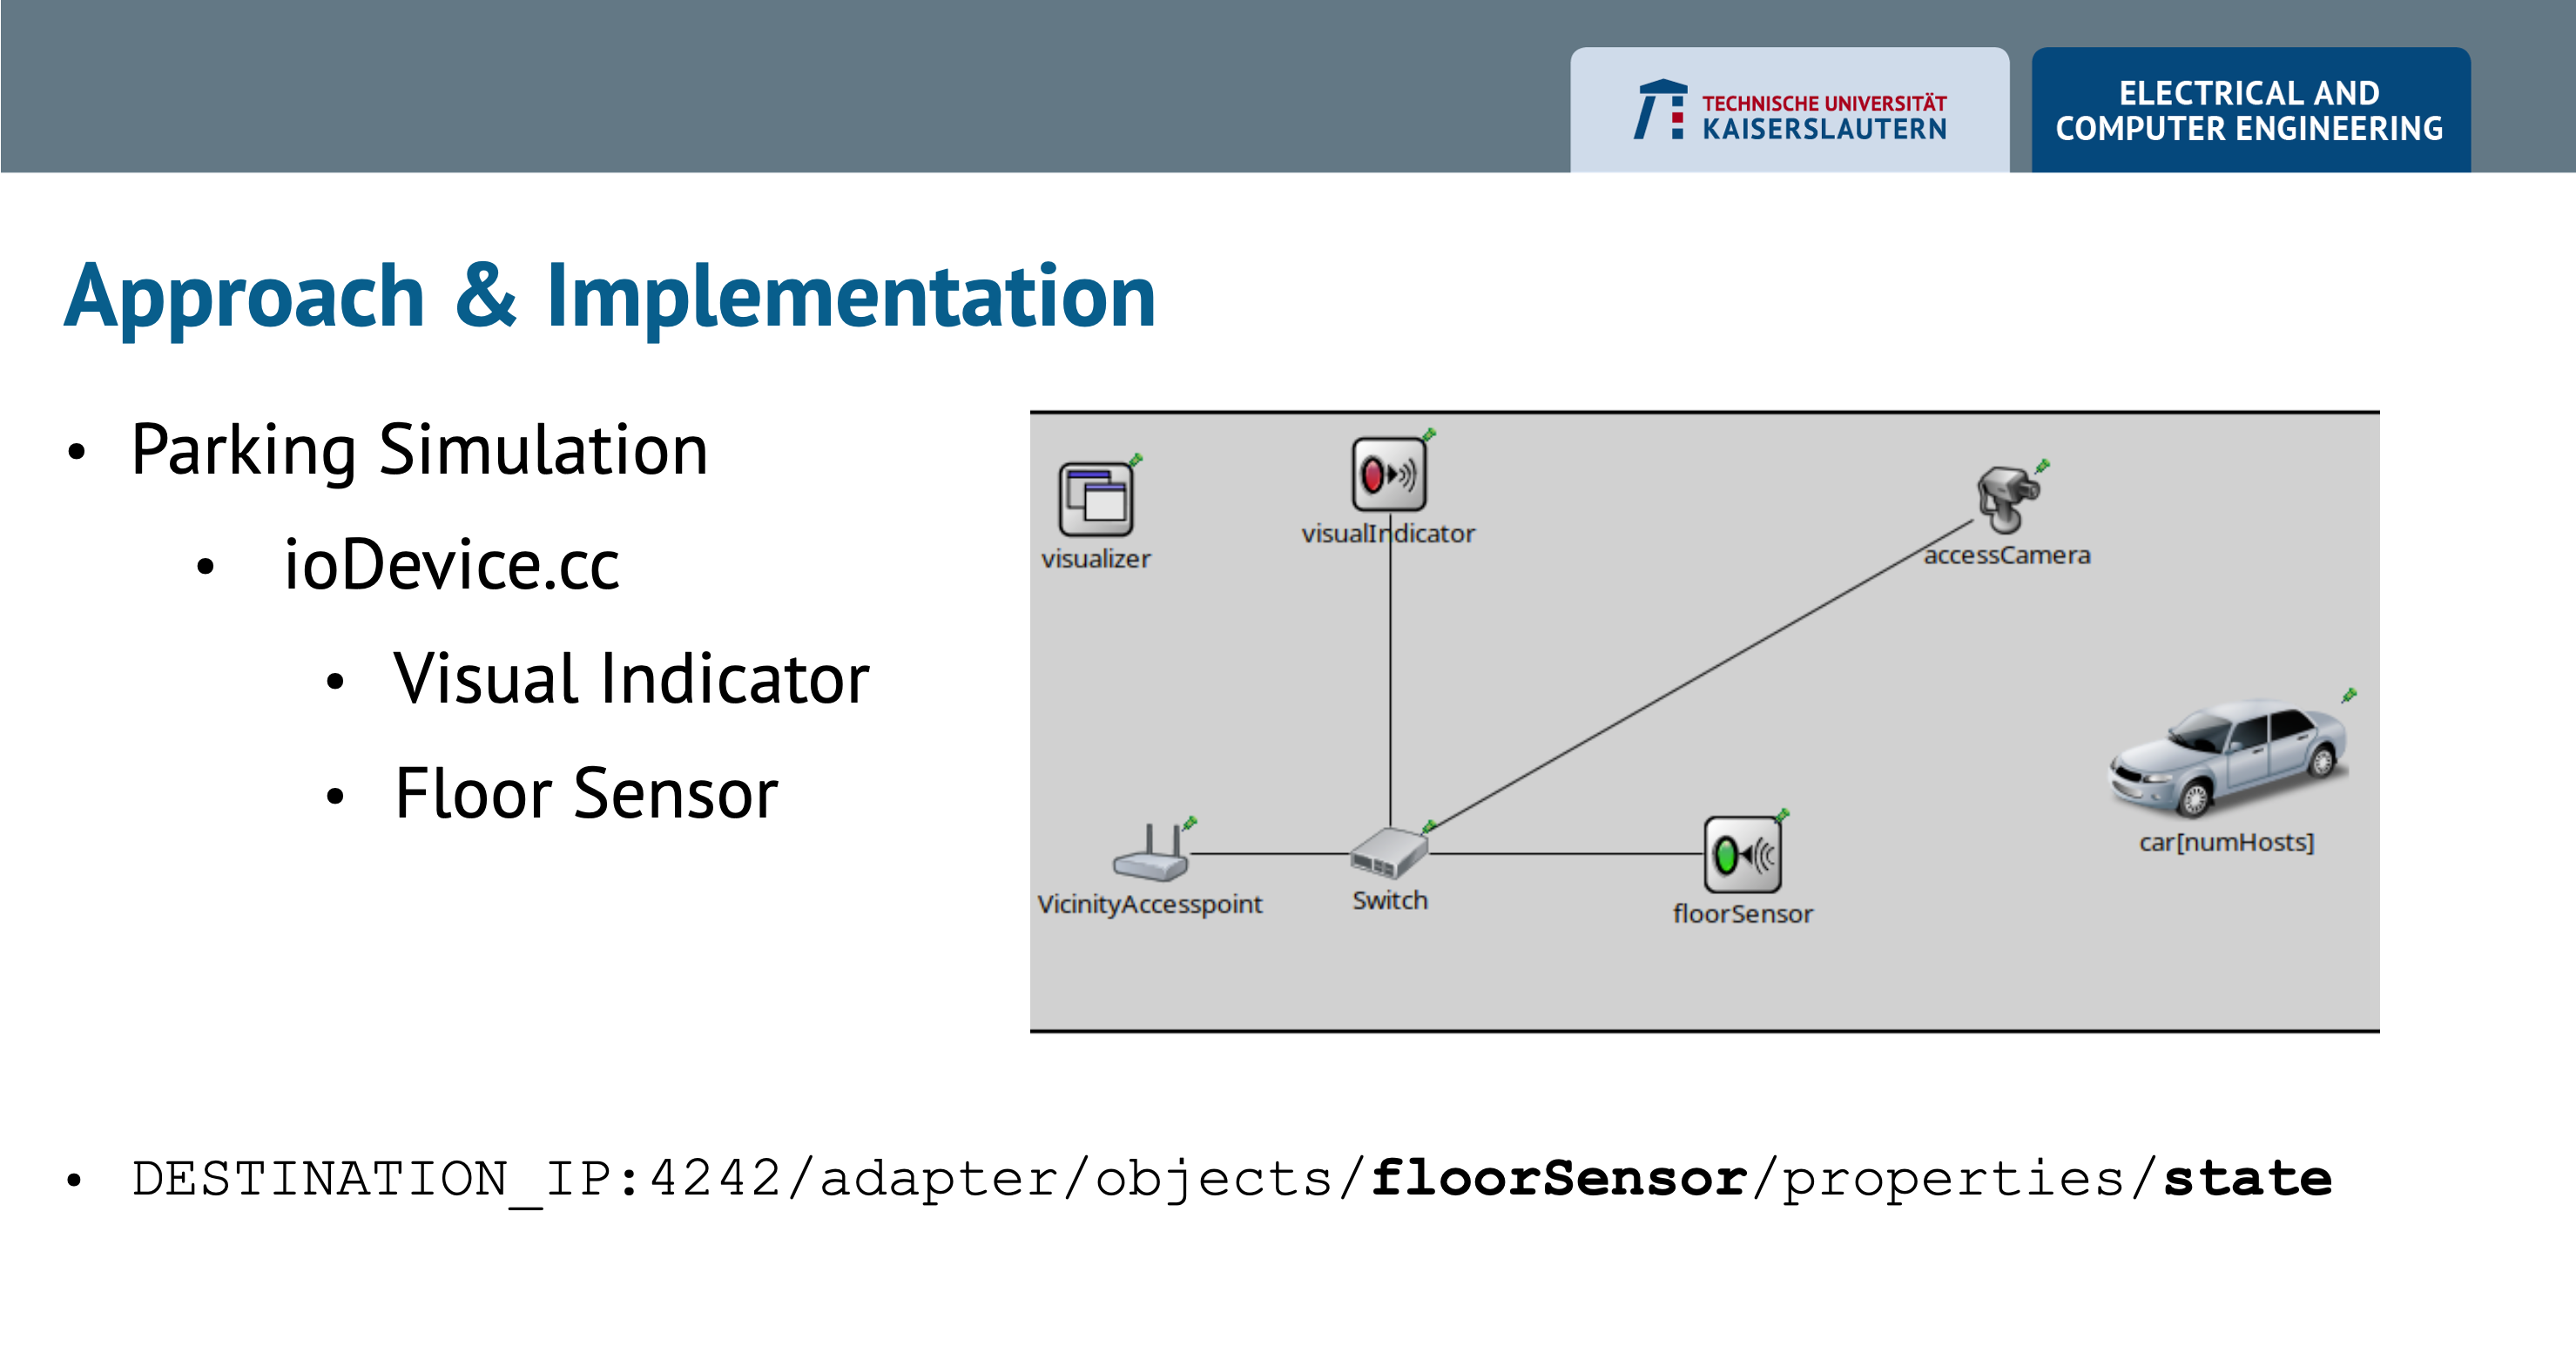 TECHNISCHE UNIVERSITÄT
KAISERSLAUTERN
ELECTRICAL AND
COMPUTER ENGINEERING
Approach & Implementation
• Parking Simulation
• ioDevice.cc
• Visual Indicator
• Floor Sensor
visualizer
visualIndicator
accessCamera
car[numHosts]
VicinityAccesspoint
Switch
floorSensor
• DESTINATION_IP:4242/adapter/objects/floorSensor/properties/state